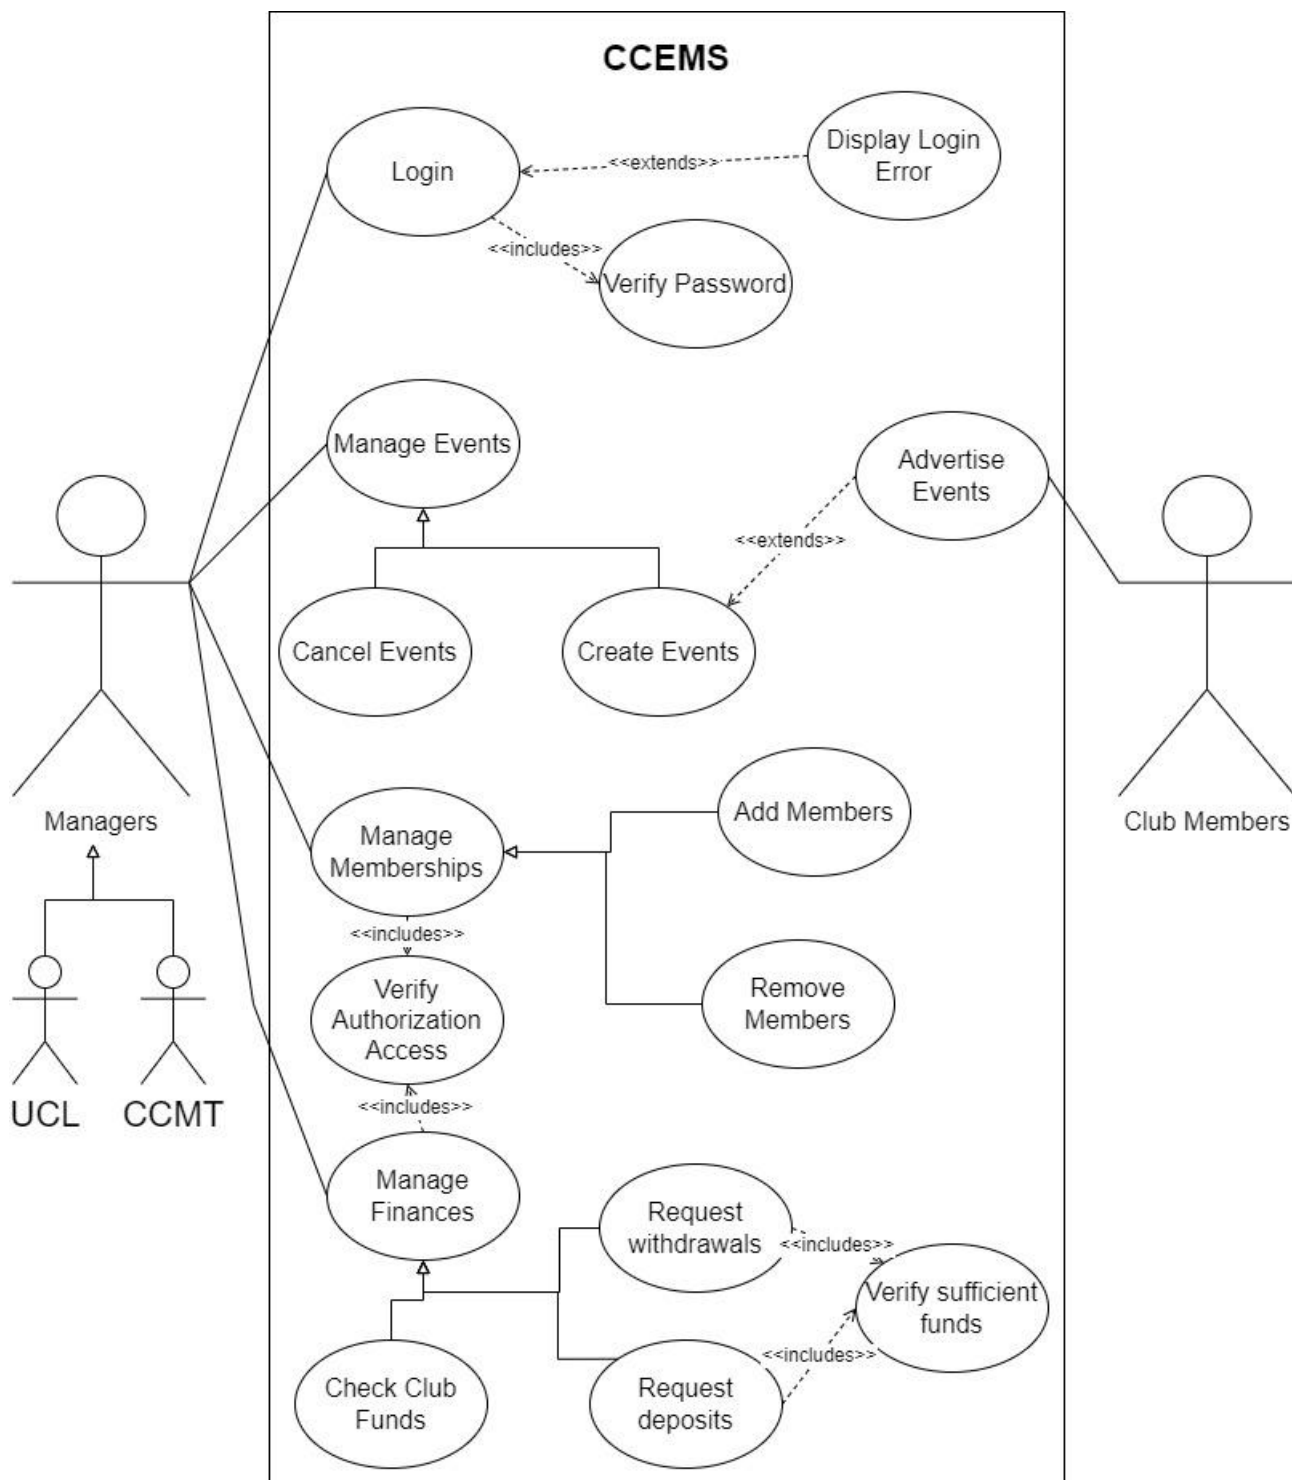 CCEMS
Login
<<extends>>
Display Login
Error
<<includes>>
Verify Password
Manage Events
Advertise
Events
<<extends>>
Cancel Events
Create Events
Managers
Club Members
Manage
Memberships
Add Members
<<includes>>
Verify
Authorization
Access
Remove
Members
UCL
CCMT
<<includes>>
Manage
Finances
Request
withdrawals
<<includes>>
Verify sufficient
funds
<<includes>>
Check Club
Funds
Request
deposits